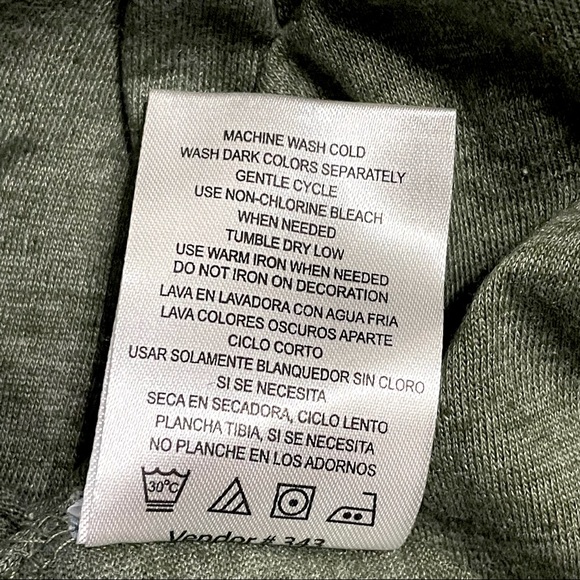 MACHINE WASH COLD
WASH DARK COLORS SEPARATELY
GENTLE CYCLE
USE NON-CHLORINE BLEACH
WHEN NEEDED
TUMBLE DRY LOW
USE WARM IRON WHEN NEEDED
DO NOT IRON ON DECORATION
LAVA EN LAVADORA CON AGUA FRIA
LAVA COLORES OSCUROS APARTE
CICLO CORTO
USAR SOLAMENTE BLANQUEDOR SIN CLORO
SI SE NECESITA
SECA EN SECADORA, CICLO LENTO
PLANCHA TIBIA, SI SE NECESITA
NO PLANCHE EN LOS ADORNOS
30°C
Vendor # 343